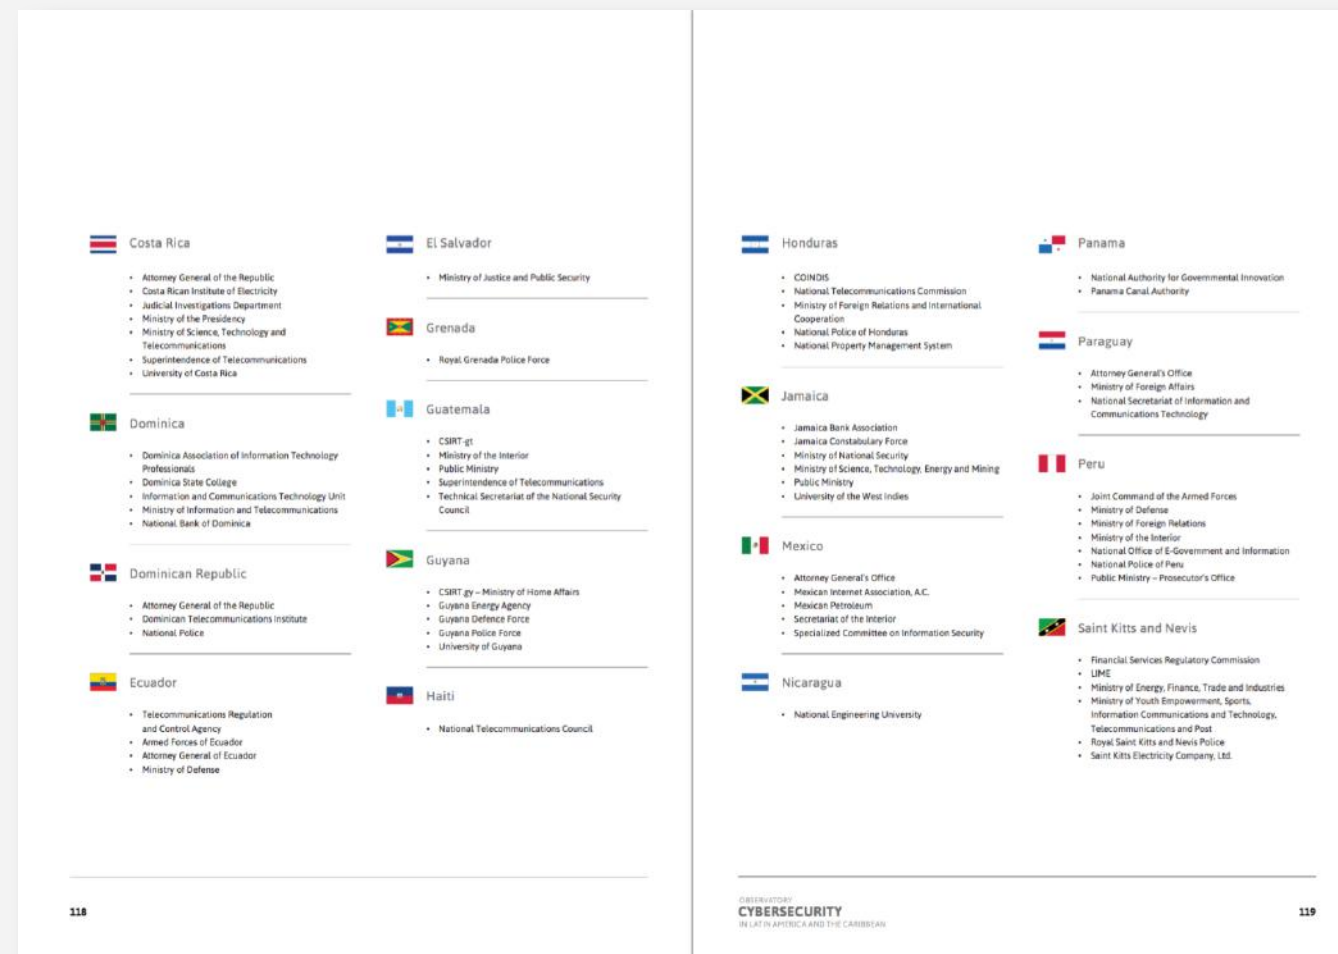 Costa Rica
• Attorney General of the Republic
• Costa Rican Institute of Electricity
• Judicial Investigations Department
• Ministry of the Presidency
• Ministry of Science, Technology and
Telecommunications
• Superintendence of Telecommunications
• University of Costa Rica
Dominica
• Dominica Association of Information Technology
Professionals
• Dominica State College
• Information and Communications Technology Unit
• Ministry of Information and Telecommunications
• National Bank of Dominica
Dominican Republic
• Attorney General of the Republic
• Dominican Telecommunications Institute
• National Police
Ecuador
• Telecommunications Regulation
and Control Agency
• Armed Forces of Ecuador
• Attorney General of Ecuador
• Ministry of Defense
El Salvador
• Ministry of Justice and Public Security
Grenada
• Royal Grenada Police Force
Guatemala
• CSIRT-gt
• Ministry of the Interior
• Public Ministry
• Superintendence of Telecommunications
• Technical Secretariat of the National Security
Council
Guyana
• CSIRT.gy – Ministry of Home Affairs
• Guyana Energy Agency
• Guyana Defence Force
• Guyana Police Force
• University of Guyana
Haiti
• National Telecommunications Council
118
Honduras
• COINDIS
• National Telecommunications Commission
• Ministry of Foreign Relations and International
Cooperation
• National Police of Honduras
• National Property Management System
Jamaica
• Jamaica Bank Association
• Jamaica Constabulary Force
• Ministry of National Security
• Ministry of Science, Technology, Energy and Mining
• Public Ministry
• University of the West Indies
Mexico
• Attorney General's Office
• Mexican Internet Association, A.C.
• Mexican Petroleum
• Secretariat of the Interior
• Specialized Committee on Information Security
Nicaragua
• National Engineering University
Panama
• National Authority for Governmental Innovation
• Panama Canal Authority
Paraguay
• Attorney General's Office
• Ministry of Foreign Affairs
• National Secretariat of Information and
Communications Technology
Peru
• Joint Command of the Armed Forces
• Ministry of Defense
• Ministry of Foreign Relations
• Ministry of the Interior
• National Office of E-Government and Information
• National Police of Peru
• Public Ministry – Prosecutor's Office
Saint Kitts and Nevis
• Financial Services Regulatory Commission
• LIME
• Ministry of Energy, Finance, Trade and Industries
• Ministry of Youth Empowerment, Sports,
Information Communications and Technology,
Telecommunications and Post
• Royal Saint Kitts and Nevis Police
• Saint Kitts Electricity Company, Ltd.
OBSERVATORY
CYBERSECURITY
IN LATIN AMERICA AND THE CARIBBEAN
119